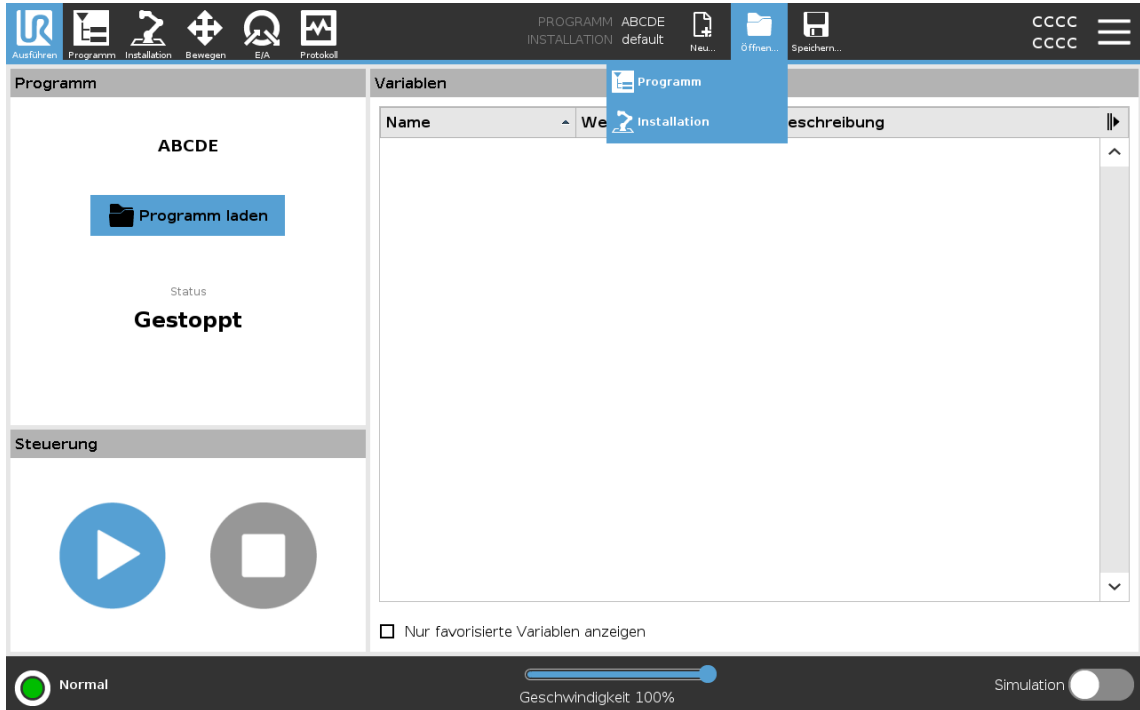 Ausführen Programm Installation Bewegen E/A Protokoll
PROGRAMM ABCDE
INSTALLATION default
Neu... Öffnen... Speichern...
CCCC
CCCC
Programm
Installation
Programm
ABCDE
Programm laden
Status
Gestoppt
Steuerung
Variablen
Name We eschreibung
Nur favorisierte Variablen anzeigen
Normal
Geschwindigkeit 100%
Simulation